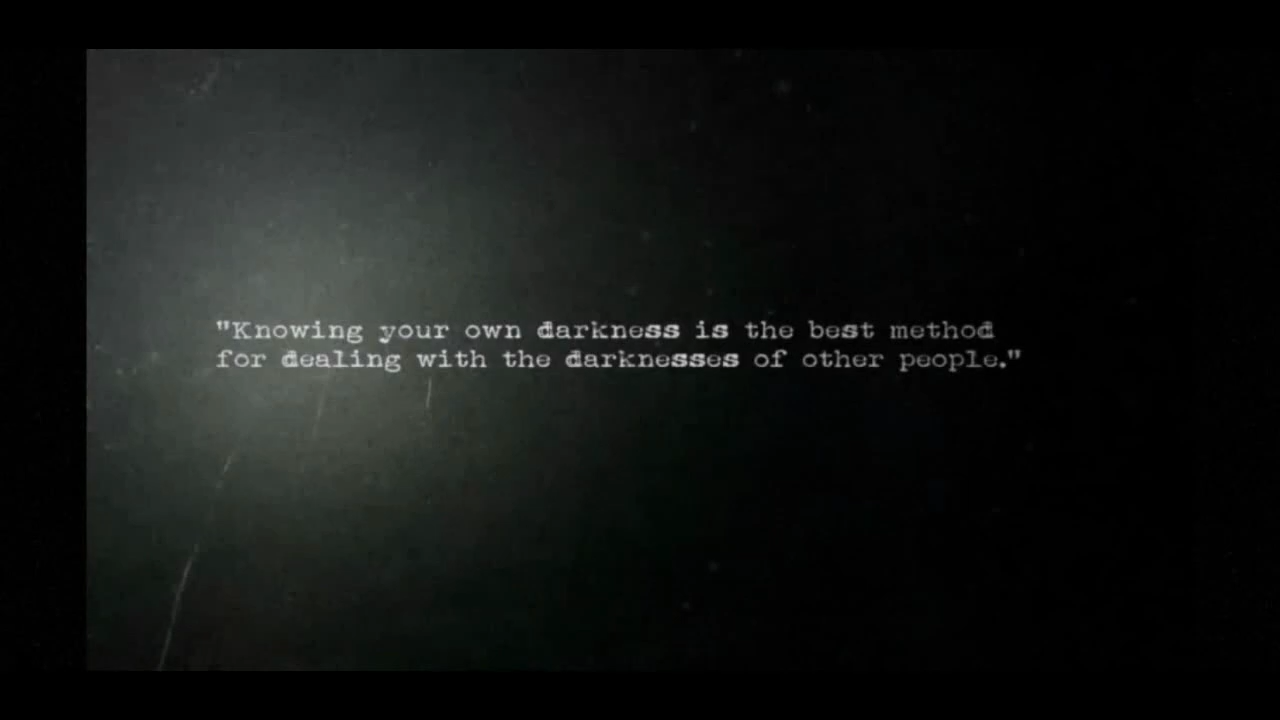 "Knowing your own darkness is the best method
for dealing with the darknesses of other people."